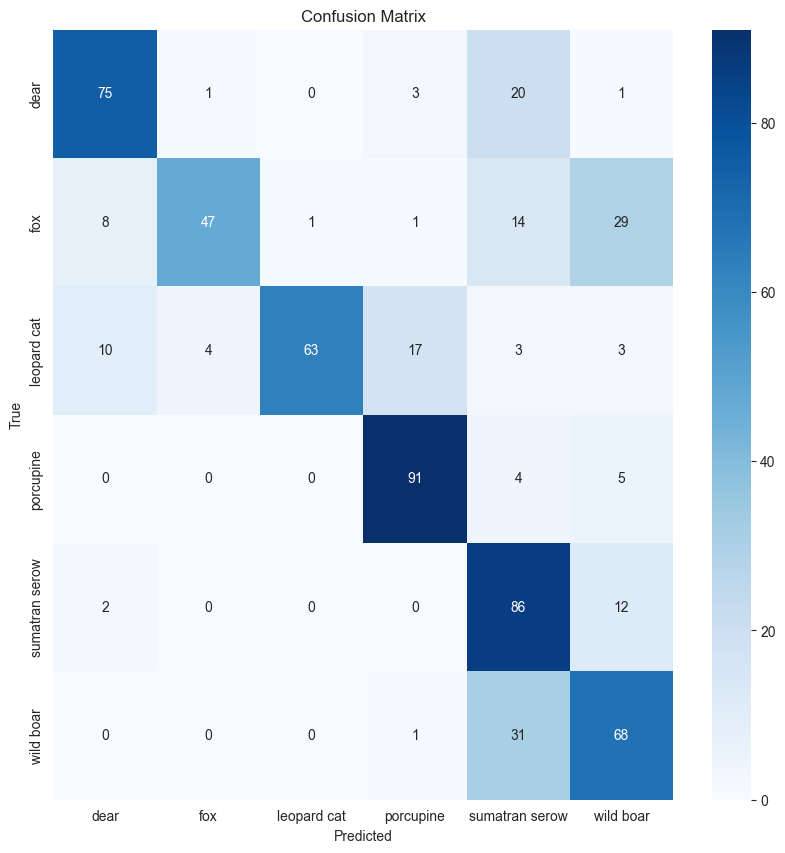 Confusion Matrix
dear 75 1 0 3 20 1
fox 8 47 1 1 14 29
leopard cat 10 4 63 17 3 3
porcupine 0 0 0 91 4 5
sumatran serow 2 0 0 0 86 12
wild boar 0 0 0 1 31 68
dear fox leopard cat porcupine sumatran serow wild boar
Predicted
True
80
60
40
20
0